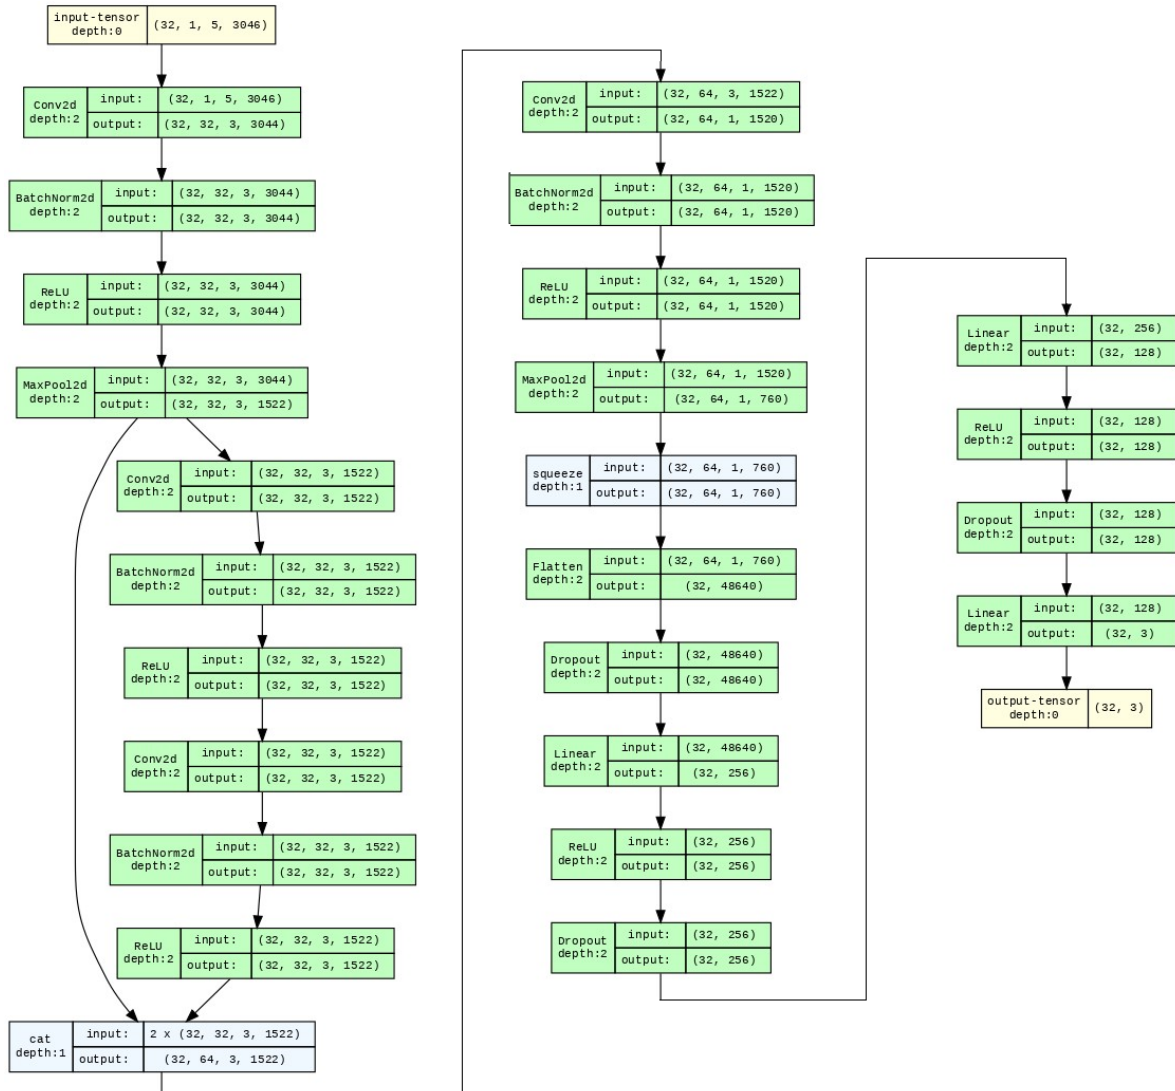 input-tensor
depth:0
(32, 1, 5, 3046)
Conv2d
depth:2
input: (32, 1, 5, 3046)
output: (32, 32, 3, 3044)
BatchNorm2d
depth:2
input: (32, 32, 3, 3044)
output: (32, 32, 3, 3044)
ReLU
depth:2
input: (32, 32, 3, 3044)
output: (32, 32, 3, 3044)
MaxPool2d
depth:2
input: (32, 32, 3, 3044)
output: (32, 32, 3, 1522)
Conv2d
depth:2
input: (32, 32, 3, 1522)
output: (32, 32, 3, 1522)
BatchNorm2d
depth:2
input: (32, 32, 3, 1522)
output: (32, 32, 3, 1522)
ReLU
depth:2
input: (32, 32, 3, 1522)
output: (32, 32, 3, 1522)
Conv2d
depth:2
input: (32, 32, 3, 1522)
output: (32, 32, 3, 1522)
BatchNorm2d
depth:2
input: (32, 32, 3, 1522)
output: (32, 32, 3, 1522)
ReLU
depth:2
input: (32, 32, 3, 1522)
output: (32, 32, 3, 1522)
cat
depth:1
input: 2 x (32, 32, 3, 1522)
output: (32, 64, 3, 1522)
Conv2d
depth:2
input: (32, 64, 3, 1522)
output: (32, 64, 1, 1520)
BatchNorm2d
depth:2
input: (32, 64, 1, 1520)
output: (32, 64, 1, 1520)
ReLU
depth:2
input: (32, 64, 1, 1520)
output: (32, 64, 1, 1520)
MaxPool2d
depth:2
input: (32, 64, 1, 1520)
output: (32, 64, 1, 760)
squeeze
depth:1
input: (32, 64, 1, 760)
output: (32, 64, 1, 760)
Flatten
depth:2
input: (32, 64, 1, 760)
output: (32, 48640)
Dropout
depth:2
input: (32, 48640)
output: (32, 48640)
Linear
depth:2
input: (32, 48640)
output: (32, 256)
ReLU
depth:2
input: (32, 256)
output: (32, 256)
Dropout
depth:2
input: (32, 256)
output: (32, 256)
Linear
depth:2
input: (32, 256)
output: (32, 128)
ReLU
depth:2
input: (32, 128)
output: (32, 128)
Dropout
depth:2
input: (32, 128)
output: (32, 128)
Linear
depth:2
input: (32, 128)
output: (32, 3)
output-tensor
depth:0
(32, 3)